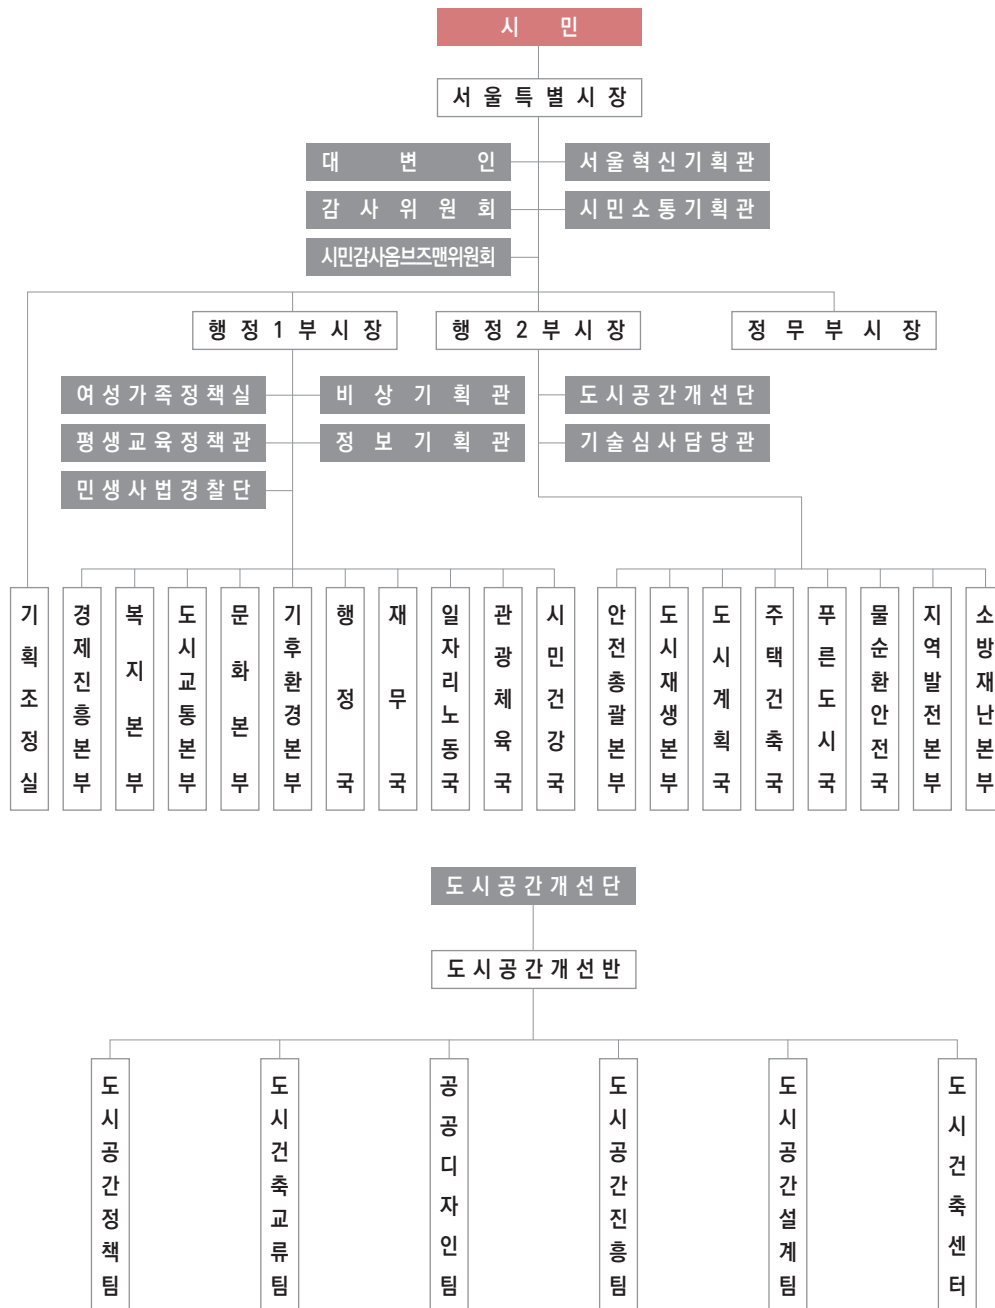 시민
서울특별시장
대변인 서울혁신기획관
감사위원회 시민소통기획관
시민감사옴브즈맨위원회
행정1부시장 행정2부시장 정무부시장
여성가족정책실 비상기획관 도시공간개선단
평생교육정책관 정보기획관 기술심사담당관
민생사법경찰단
기획조정실
경제진흥본부
복지본부
도시교통본부
문화본부
기후환경본부
행정국
재무국
일자리노동국
관광체육국
시민건강국
안전총괄본부
도시재생본부
도시계획국
주택건축국
푸른도시국
물순환안전국
지역발전본부
소방재난본부
도시공간개선단
도시공간개선반
도시공간정책팀
도시건축교류팀
공공디자인팀
도시공간진흥팀
도시공간설계팀
도시건축센터